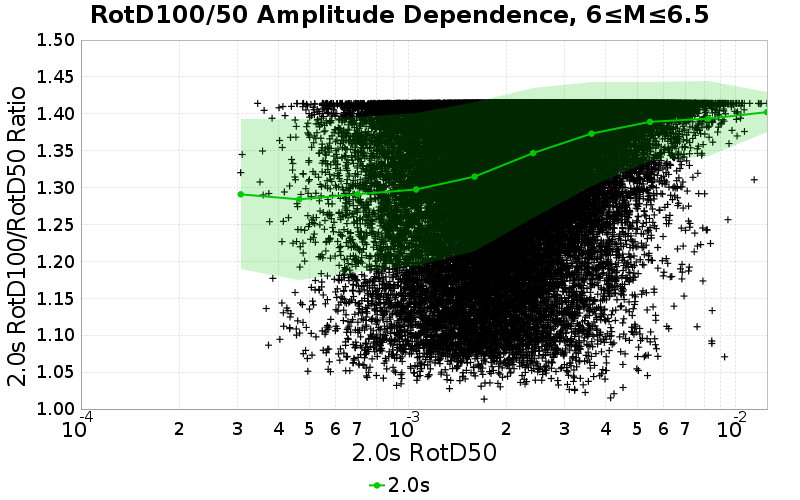 RotD100/50 Amplitude Dependence, 6≤M≤6.5
2.0s RotD100/RotD50 Ratio
1.50
1.45
1.40
1.35
1.30
1.25
1.20
1.15
1.10
1.05
1.00
10-4 2 3 4 5 6 7 10-3 2 3 4 5 6 7 10-2
2.0s RotD50
2.0s